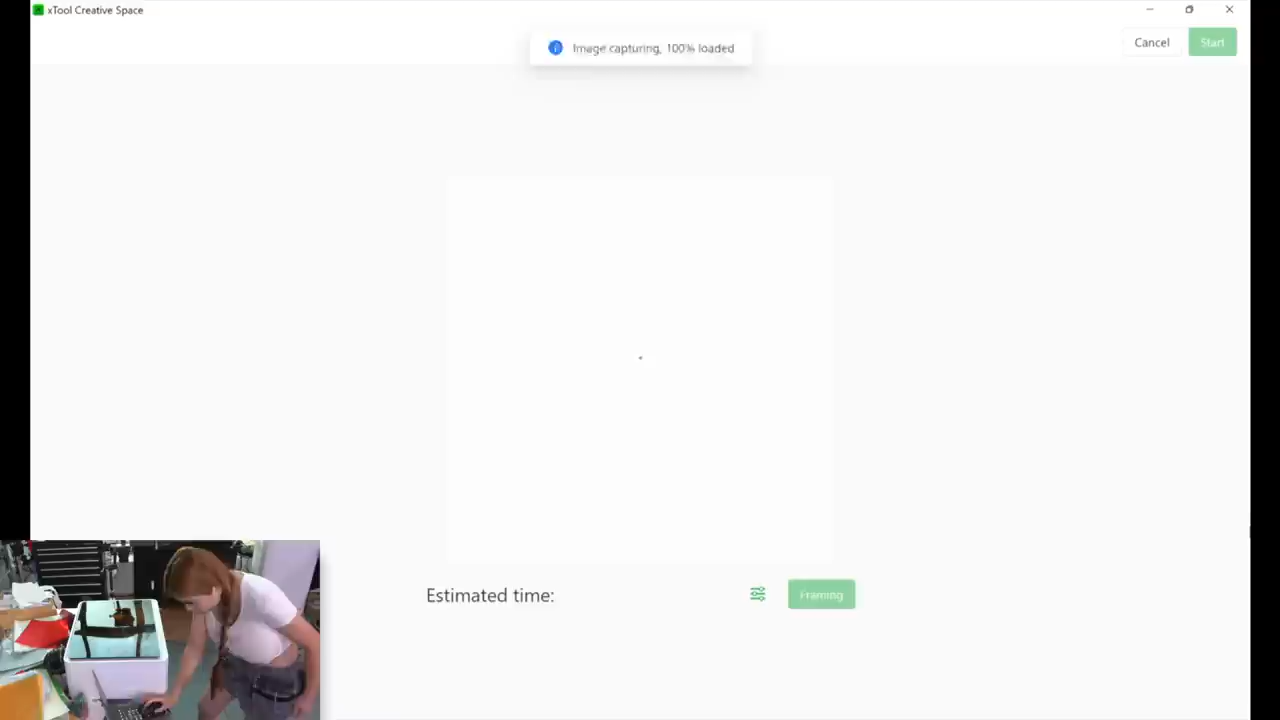 xTool Creative Space
Image capturing, 100% loaded
Cancel
Start
Estimated time:
Framing